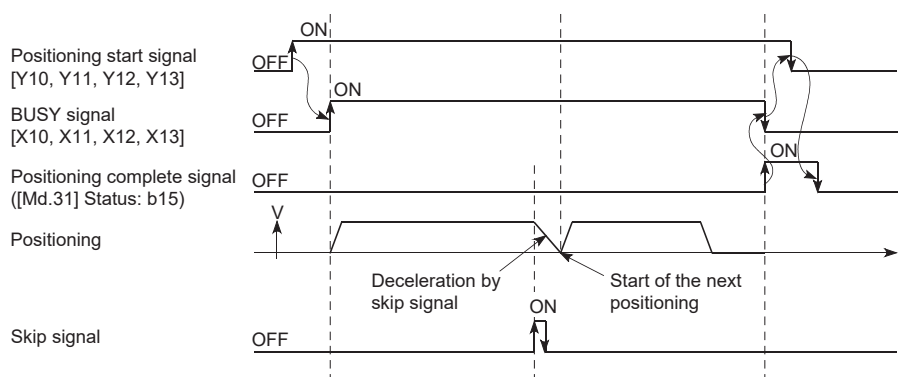 ON
Positioning start signal
[Y10, Y11, Y12, Y13]
OFF
ON
BUSY signal
[X10, X11, X12, X13]
OFF
ON
Positioning complete signal
([Md.31] Status: b15)
OFF
V
Positioning
Deceleration by
skip signal
Start of the next
positioning
ON
Skip signal
OFF